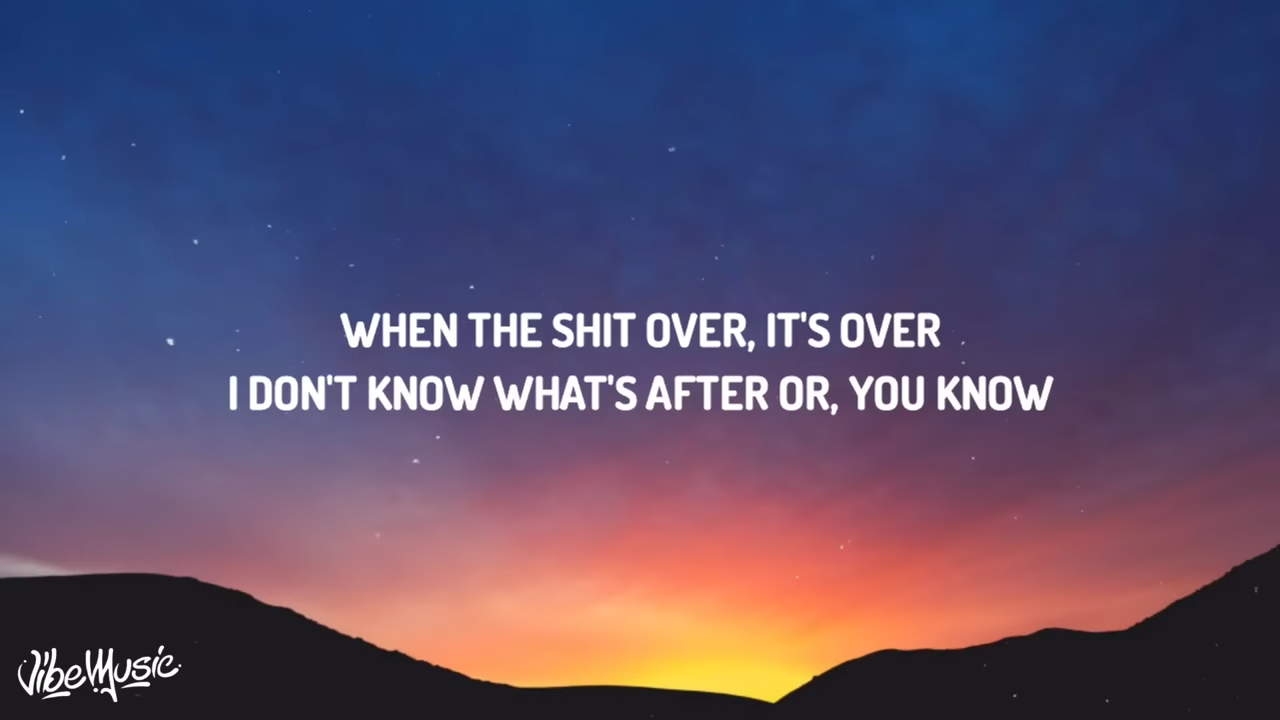 WHEN THE SHIT OVER, IT'S OVER
I DON'T KNOW WHAT'S AFTER OR, YOU KNOW
VibeMusic